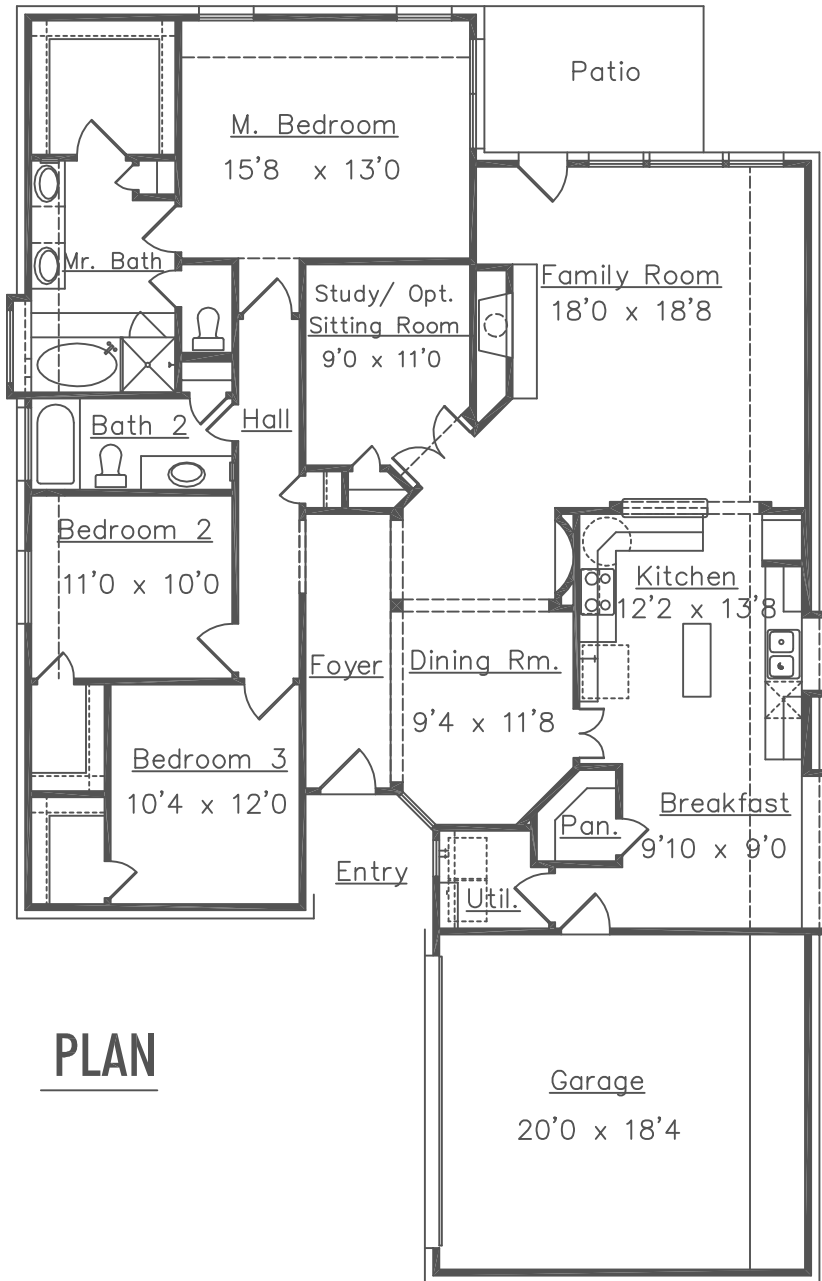 Patio
M. Bedroom
15'8 x 13'0
Mr. Bath
Study/ Opt.
Sitting Room
9'0 x 11'0
Family Room
18'0 x 18'8
Bath 2
Hall
Bedroom 2
11'0 x 10'0
Kitchen
12'2 x 13'8
Foyer
Dining Rm.
9'4 x 11'8
Bedroom 3
10'4 x 12'0
Breakfast
9'10 x 9'0
Pan.
Entry
Util.
PLAN
Garage
20'0 x 18'4